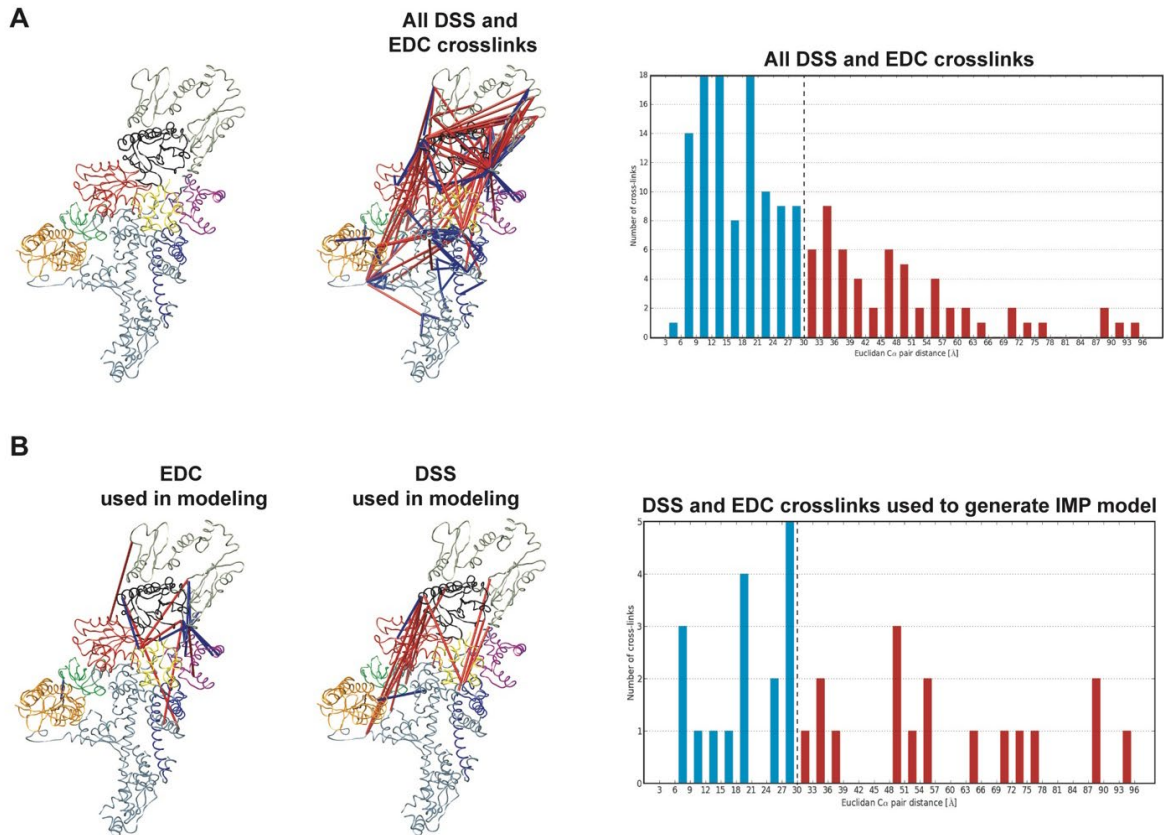 A
All DSS and
EDC crosslinks
All DSS and EDC crosslinks
Number of cross-links
18
16
14
12
10
8
6
4
2
0
3 6 9 12 15 18 21 24 27 30 33 36 39 42 45 48 51 54 57 60 63 66 69 72 75 78 81 84 87 90 93 96
Euclidan Cα pair distance [Å]
B
EDC
used in modeling
DSS
used in modeling
DSS and EDC crosslinks used to generate IMP model
Number of cross-links
5
4
3
2
1
0
3 6 9 12 15 18 21 24 27 30 33 36 39 42 45 48 51 54 57 60 63 66 69 72 75 78 81 84 87 90 93 96
Euclidan Cα pair distance [Å]